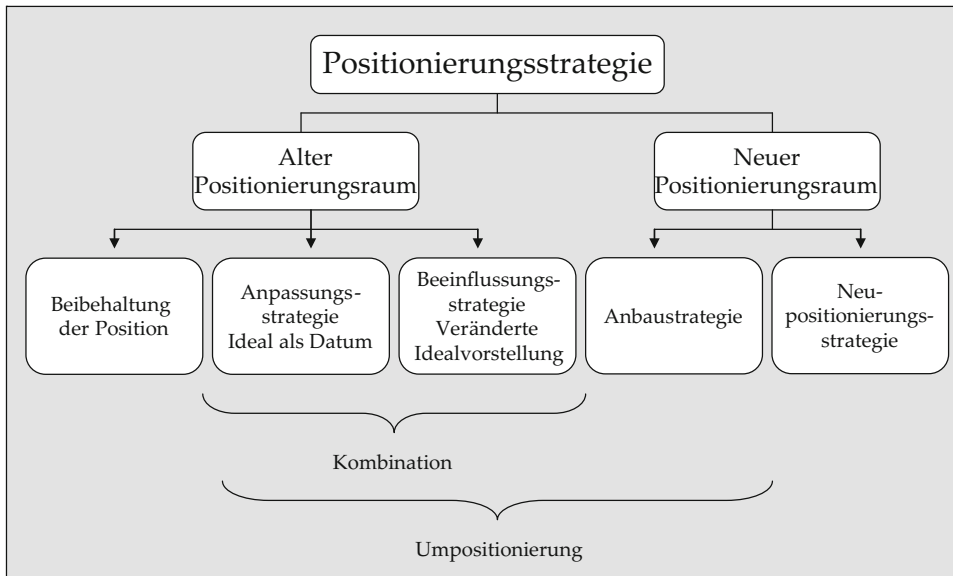 Positionierungsstrategie
Alter
Positionierungsraum
Neuer
Positionierungsraum
Beibehaltung
der Position
Anpassungs-
strategie
Ideal als Datum
Beeinflussungs-
strategie
Veränderte
Idealvorstellung
Anbaustrategie
Neu-
positionierungs-
strategie
Kombination
Umpositionierung